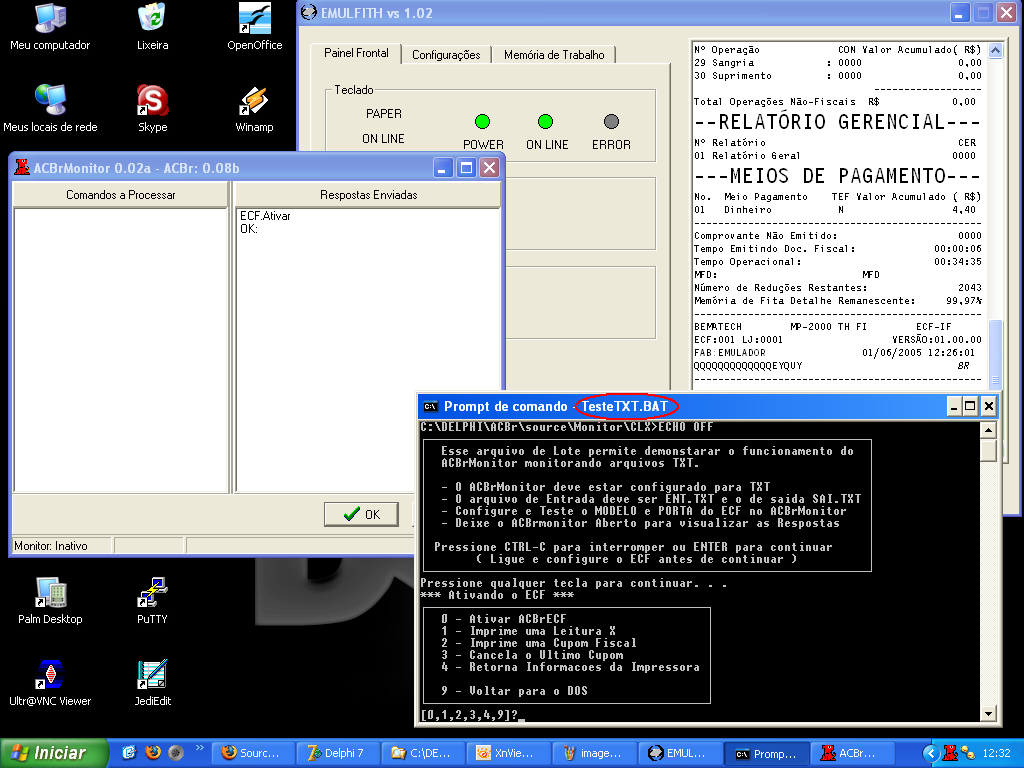 Meu computador
Lixeira
OpenOffice
Meus locais de rede
Skype
Winamp
EMULFITH vs 1.02
Painel Frontal
Configurações
Memória de Trabalho
Teclado
PAPER
ON LINE
POWER
ON LINE
ERROR
Nº Operação CON Valor Acumulado( R$)
29 Sangria : 0000 0,00
30 Suprimento : 0000 0,00
--------------------
Total Operações Não-Fiscais R$ 0,00
--RELATÓRIO GERENCIAL---
Nº Relatório CER
01 Relatório Geral 0000
---MEIOS DE PAGAMENTO---
No. Meio Pagamento TEF Valor Acumulado ( R$)
01 Dinheiro N 4,40
------------------------------------------------
Comprovante Não Emitido: 0000
Tempo Emitindo Doc. Fiscal: 00:00:06
Tempo Operacional: 00:34:35
MFD: MFD
Número de Reduções Restantes: 2043
Memória de Fita Detalhe Remanescente: 99,97%
------------------------------------------------
BEMATECH MP-2000 TH FI ECF-IF
ECF:001 LJ:0001 VERSÃO:01.00.00
FAB:EMULADOR 01/06/2005 12:26:01
QQQQQQQQQQQQQEYQUY BR
------------------------------------------------
ACBrMonitor 0.02a - ACBr: 0.08b
Comandos a Processar
Respostas Enviadas
ECF.Ativar
OK:
OK
Monitor: Inativo
Prompt de comando - TesteTXT.BAT
C:\DELPHI\ACBr\source\Monitor\CLX>ECHO OFF
Esse arquivo de Lote permite demonstarar o funcionamento do
ACBrMonitor monitorando arquivos TXT.
- O ACBrMonitor deve estar configurado para TXT
- O arquivo de Entrada deve ser ENT.TXT e o de saida SAI.TXT
- Configure e Teste o MODELO e PORTA do ECF no ACBrMonitor
- Deixe o ACBrmonitor Aberto para visualizar as Respostas
Pressione CTRL-C para interromper ou ENTER para continuar
( Ligue e configure o ECF antes de continuar )
Pressione qualquer tecla para continuar. . .
*** Ativando o ECF ***
0 - Ativar ACBrECF
1 - Imprime uma Leitura X
2 - Imprime uma Cupom Fiscal
3 - Cancela o Ultimo Cupom
4 - Retorna Informacoes da Impressora
9 - Voltar para o DOS
[0,1,2,3,4,9]?_
Palm Desktop
PuTTY
Ultr@VNC Viewer
JediEdit
Iniciar
»
Sourc...
Delphi 7
C:\DE...
XnVie...
image...
EMUL...
Promp...
ACBr...
12:32